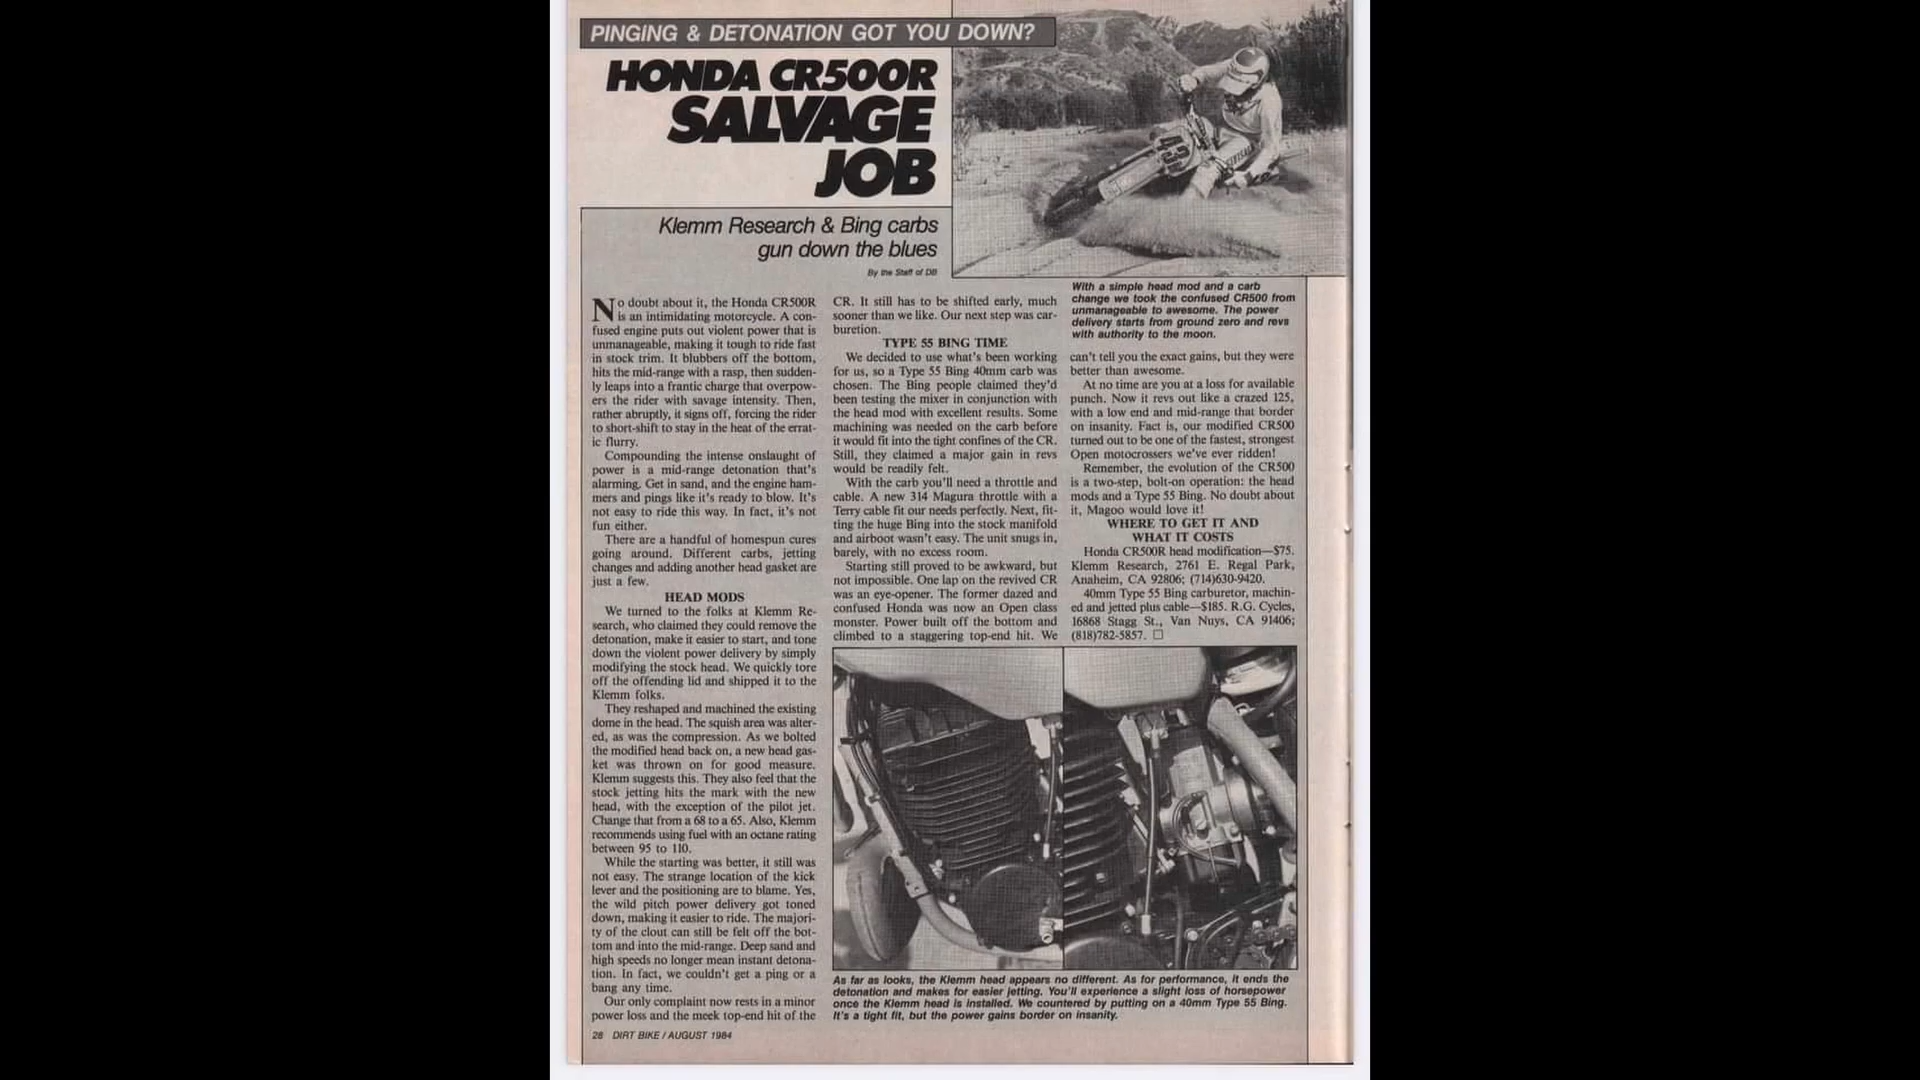 PINGING & DETONATION GOT YOU DOWN?
HONDA CR500R
SALVAGE
JOB
Klemm Research & Bing carbs
gun down the blues
By the Staff of DB
43
No doubt about it, the Honda CR500R
is an intimidating motorcycle. A con-
fused engine puts out violent power that is
unmanageable, making it tough to ride fast
in stock trim. It blubbers off the bottom,
hits the mid-range with a rasp, then sudden-
ly leaps into a frantic charge that overpow-
ers the rider with savage intensity. Then,
rather abruptly, it signs off, forcing the rider
to short-shift to stay in the heat of the errat-
ic flurry.
Compounding the intense onslaught of
power is a mid-range detonation that's
alarming. Get in sand, and the engine ham-
mers and pings like it's ready to blow. It's
not easy to ride this way. In fact, it's not
fun either.
There are a handful of homespun cures
going around. Different carbs, jetting
changes and adding another head gasket are
just a few.
HEAD MODS
We turned to the folks at Klemm Re-
search, who claimed they could remove the
detonation, make it easier to start, and tone
down the violent power delivery by simply
modifying the stock head. We quickly tore
off the offending lid and shipped it to the
Klemm folks.
They reshaped and machined the existing
dome in the head. The squish area was alter-
ed, as was the compression. As we bolted
the modified head back on, a new head gas-
ket was thrown on for good measure.
Klemm suggests this. They also feel that the
stock jetting hits the mark with the new
head, with the exception of the pilot jet.
Change that from a 68 to a 65. Also, Klemm
recommends using fuel with an octane rating
between 95 to 110.
While the starting was better, it still was
not easy. The strange location of the kick
lever and the positioning are to blame. Yes,
the wild pitch power delivery got toned
down, making it easier to ride. The majori-
ty of the clout can still be felt off the bot-
tom and into the mid-range. Deep sand and
high speeds no longer mean instant detona-
tion. In fact, we couldn't get a ping or a
bang any time.
Our only complaint now rests in a minor
power loss and the meek top-end hit of the
CR. It still has to be shifted early, much
sooner than we like. Our next step was car-
buretion.
TYPE 55 BING TIME
We decided to use what's been working
for us, so a Type 55 Bing 40mm carb was
chosen. The Bing people claimed they'd
been testing the mixer in conjunction with
the head mod with excellent results. Some
machining was needed on the carb before
it would fit into the tight confines of the CR.
Still, they claimed a major gain in revs
would be readily felt.
With the carb you'll need a throttle and
cable. A new 314 Magura throttle with a
Terry cable fit our needs perfectly. Next, fit-
ting the huge Bing into the stock manifold
and airboot wasn't easy. The unit snugs in,
barely, with no excess room.
Starting still proved to be awkward, but
not impossible. One lap on the revived CR
was an eye-opener. The former dazed and
confused Honda was now an Open class
monster. Power built off the bottom and
climbed to a staggering top-end hit. We
With a simple head mod and a carb
change we took the confused CR500 from
unmanageable to awesome. The power
delivery starts from ground zero and revs
with authority to the moon.
can't tell you the exact gains, but they were
better than awesome.
At no time are you at a loss for available
punch. Now it revs out like a crazed 125,
with a low end and mid-range that border
on insanity. Fact is, our modified CR500
turned out to be one of the fastest, strongest
Open motocrossers we've ever ridden!
Remember, the evolution of the CR500
is a two-step, bolt-on operation: the head
mods and a Type 55 Bing. No doubt about
it, Magoo would love it!
WHERE TO GET IT AND
WHAT IT COSTS
Honda CR500R head modification—$75.
Klemm Research, 2761 E. Regal Park,
Anaheim, CA 92806; (714)630-9420.
40mm Type 55 Bing carburetor, machin-
ed and jetted plus cable—$185. R.G. Cycles,
16868 Stagg St., Van Nuys, CA 91406;
(818)782-5857. □
As far as looks, the Klemm head appears no different. As for performance, it ends the
detonation and makes for easier jetting. You'll experience a slight loss of horsepower
once the Klemm head is installed. We countered by putting on a 40mm Type 55 Bing.
It's a tight fit, but the power gains border on insanity.
28 DIRT BIKE / AUGUST 1984